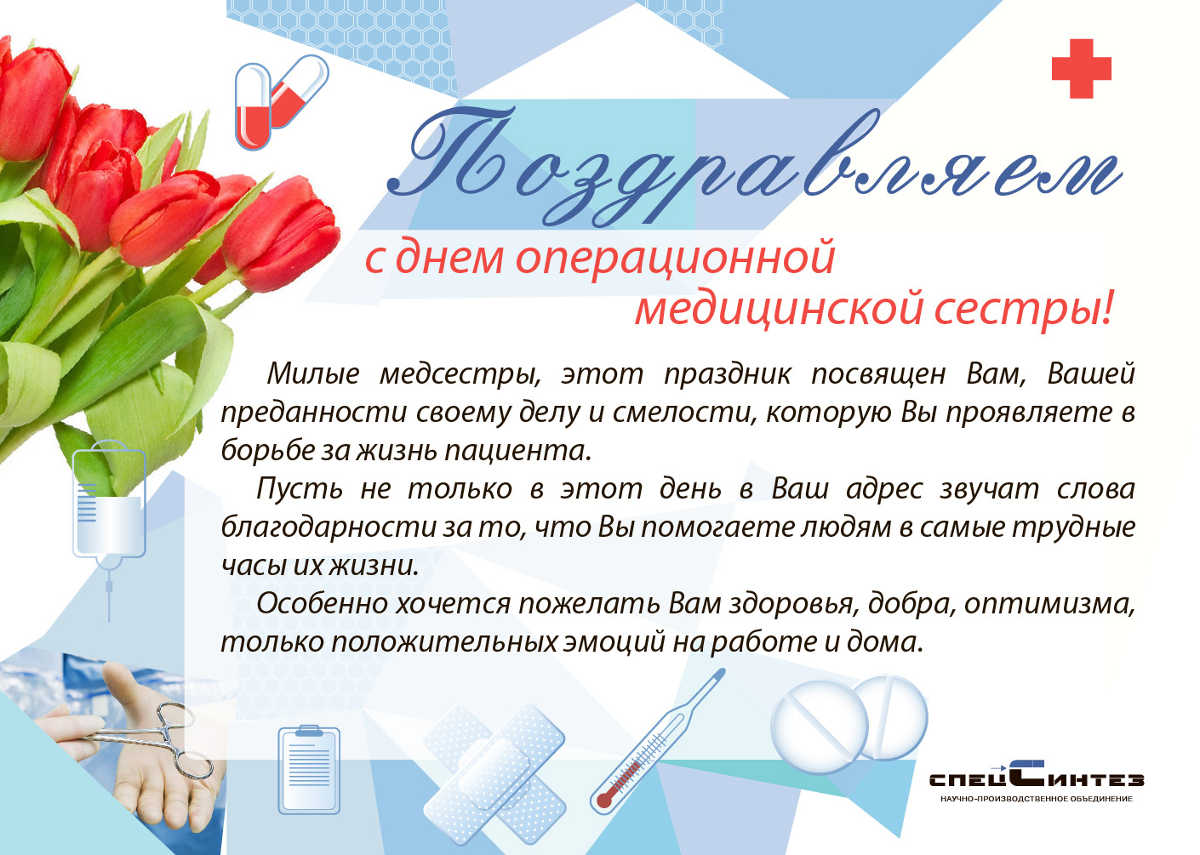 Поздравляем
с днем операционной
медицинской сестры!
Милые медсестры, этот праздник посвящен Вам, Вашей
преданности своему делу и смелости, которую Вы проявляете в
борьбе за жизнь пациента.
Пусть не только в этот день в Ваш адрес звучат слова
благодарности за то, что Вы помогаете людям в самые трудные
часы их жизни.
Особенно хочется пожелать Вам здоровья, добра, оптимизма,
только положительных эмоций на работе и дома.
СПЕЦСИНТЕЗ
НАУЧНО-ПРОИЗВОДСТВЕННОЕ ОБЪЕДИНЕНИЕ